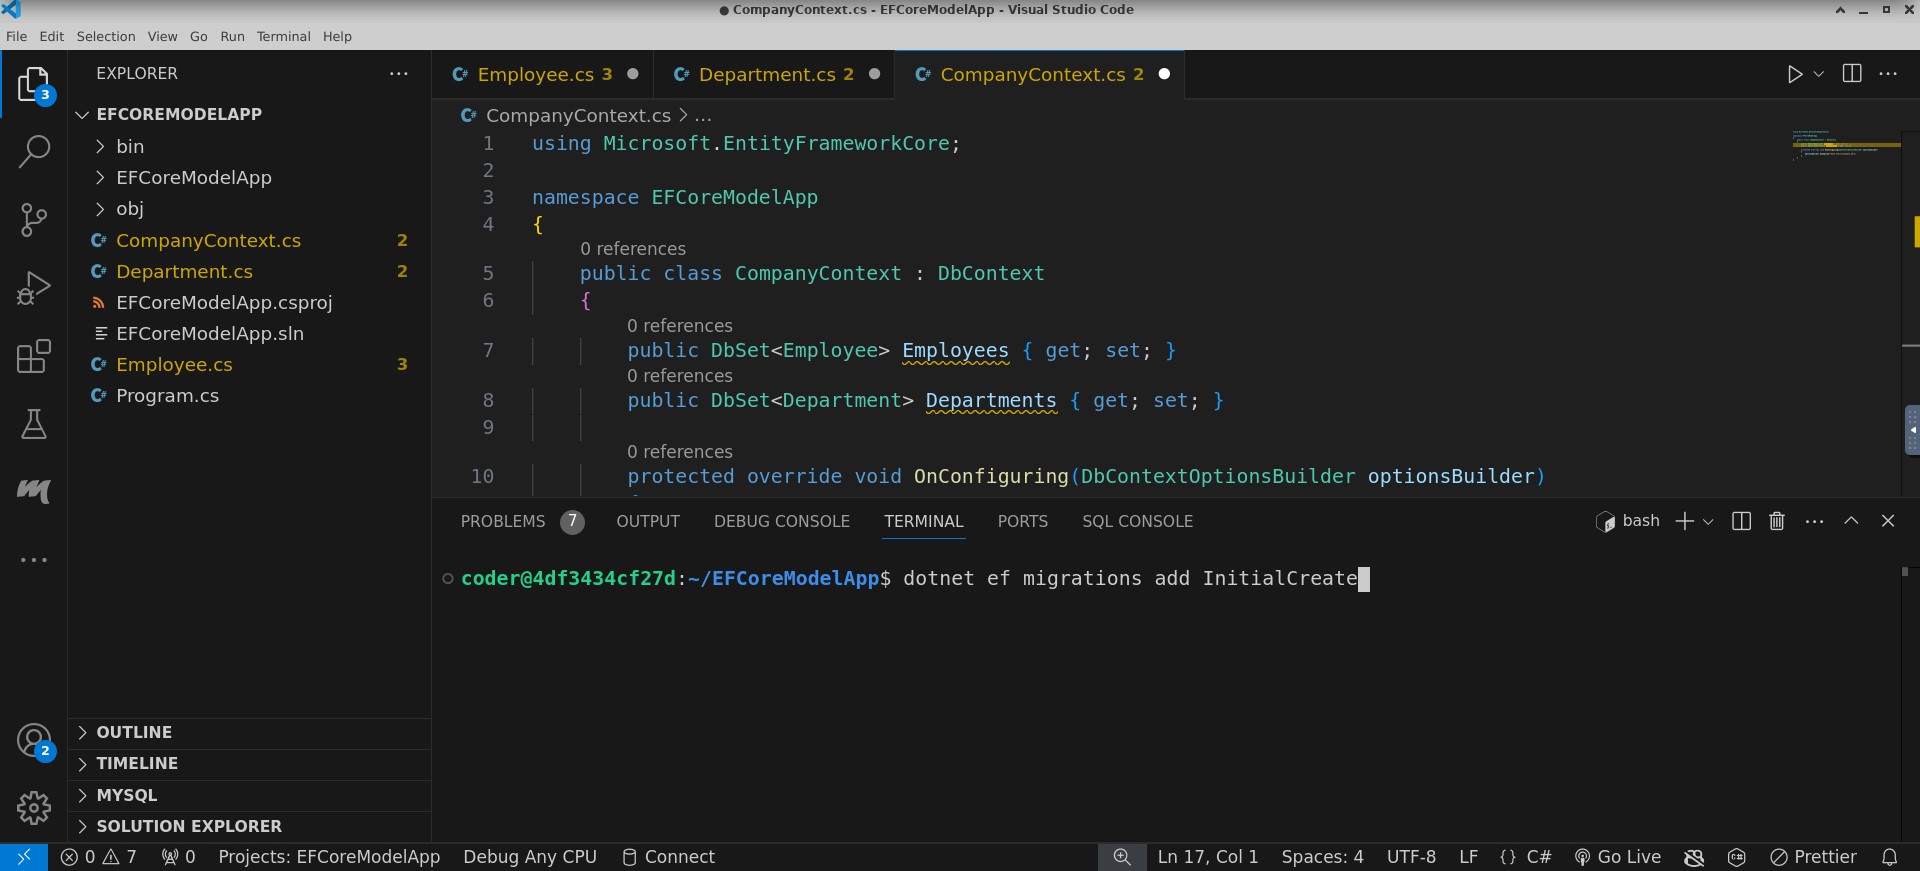 ● CompanyContext.cs - EFCoreModelApp - Visual Studio Code
File Edit Selection View Go Run Terminal Help
EXPLORER
3
EFCOREMODELAPP
bin
EFCoreModelApp
obj
CompanyContext.cs 2
Department.cs 2
EFCoreModelApp.csproj
EFCoreModelApp.sln
Employee.cs 3
Program.cs
2
OUTLINE
TIMELINE
MYSQL
SOLUTION EXPLORER
Employee.cs 3 Department.cs 2 CompanyContext.cs 2
CompanyContext.cs > ...
1 using Microsoft.EntityFrameworkCore;
2
3 namespace EFCoreModelApp
4 {
0 references
5 public class CompanyContext : DbContext
6 {
0 references
7 public DbSet<Employee> Employees { get; set; }
0 references
8 public DbSet<Department> Departments { get; set; }
9
0 references
10 protected override void OnConfiguring(DbContextOptionsBuilder optionsBuilder)
PROBLEMS 7 OUTPUT DEBUG CONSOLE TERMINAL PORTS SQL CONSOLE bash
coder@4df3434cf27d:~/EFCoreModelApp$ dotnet ef migrations add InitialCreate
0 7 0 Projects: EFCoreModelApp Debug Any CPU Connect Ln 17, Col 1 Spaces: 4 UTF-8 LF {} C# Go Live Prettier